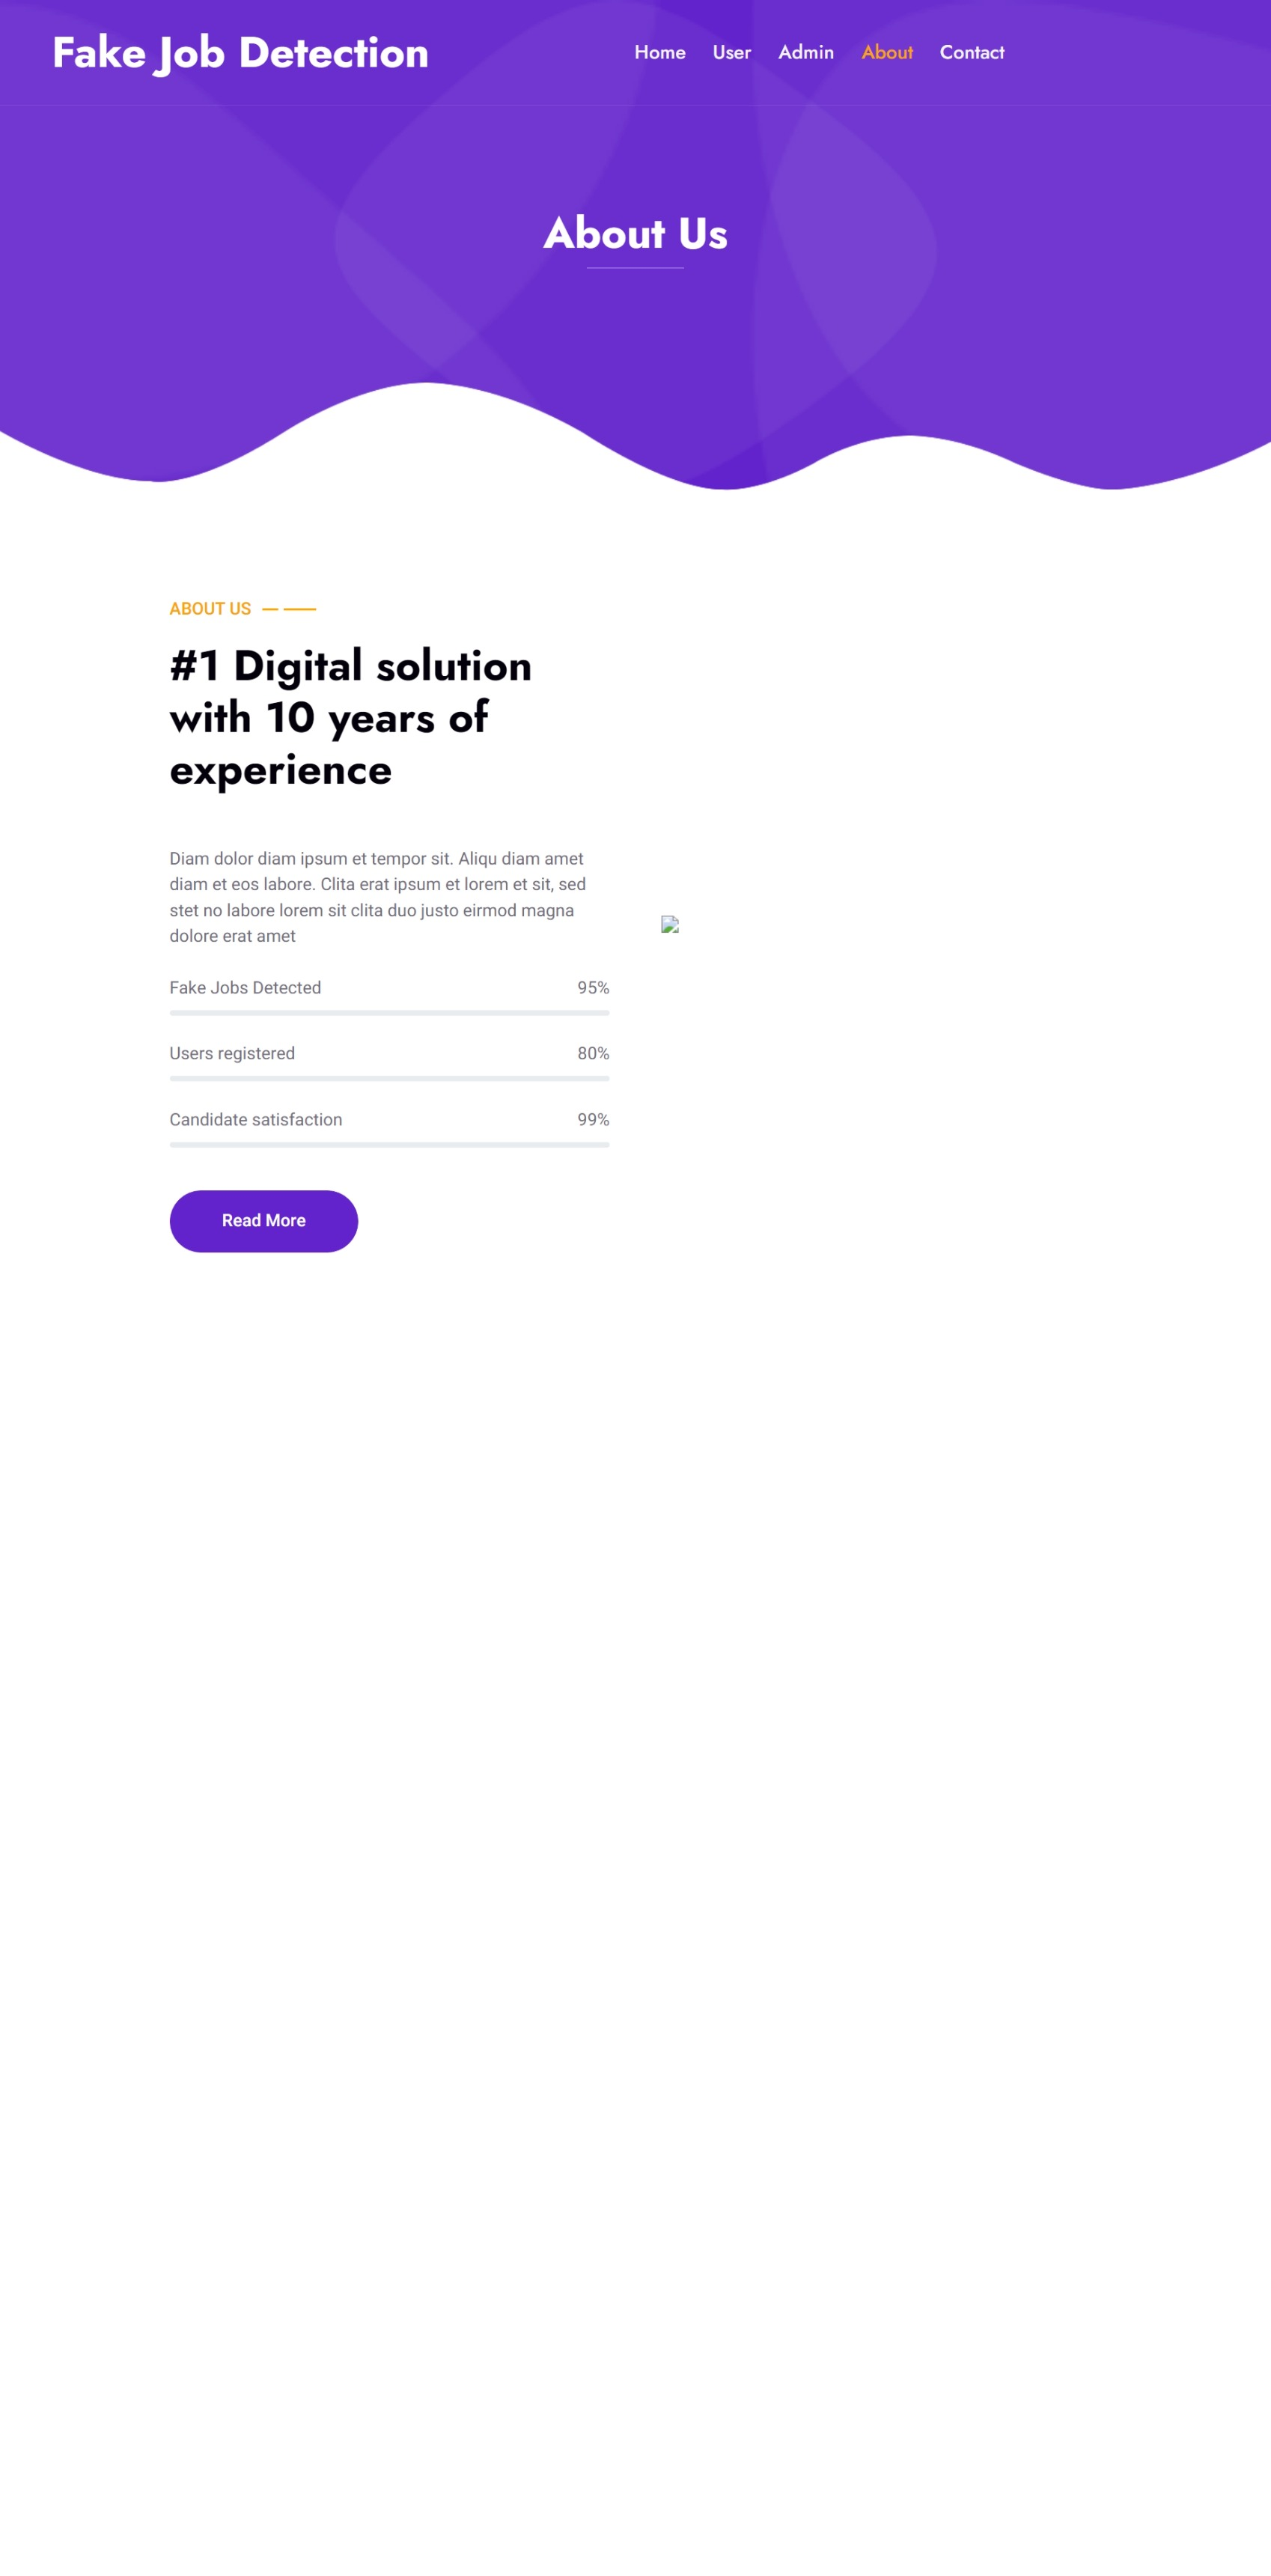 Fake Job Detection
Home User Admin About Contact
About Us
ABOUT US
#1 Digital solution
with 10 years of
experience
Diam dolor diam ipsum et tempor sit. Aliqu diam amet
diam et eos labore. Clita erat ipsum et lorem et sit, sed
stet no labore lorem sit clita duo justo eirmod magna
dolore erat amet
Fake Jobs Detected 95%
Users registered 80%
Candidate satisfaction 99%
Read More